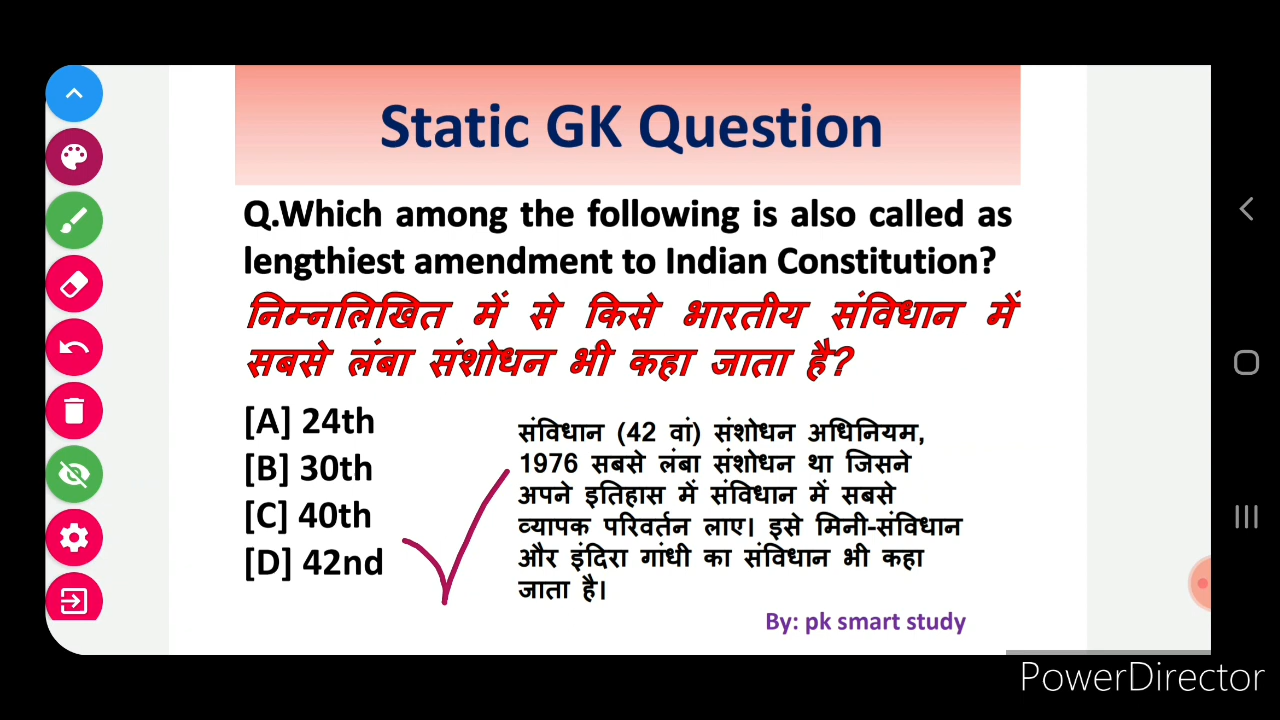 Static GK Question
Q.Which among the following is also called as
lengthiest amendment to Indian Constitution?
निम्नलिखित में से किसे भारतीय संविधान में
सबसे लंबा संशोधन भी कहा जाता है?
[A] 24th
[B] 30th
[C] 40th
[D] 42nd
संविधान (42 वां) संशोधन अधिनियम,
1976 सबसे लंबा संशोधन था जिसने
अपने इतिहास में संविधान में सबसे
व्यापक परिवर्तन लाए। इसे मिनी-संविधान
और इंदिरा गांधी का संविधान भी कहा
जाता है।
By: pk smart study
PowerDirector